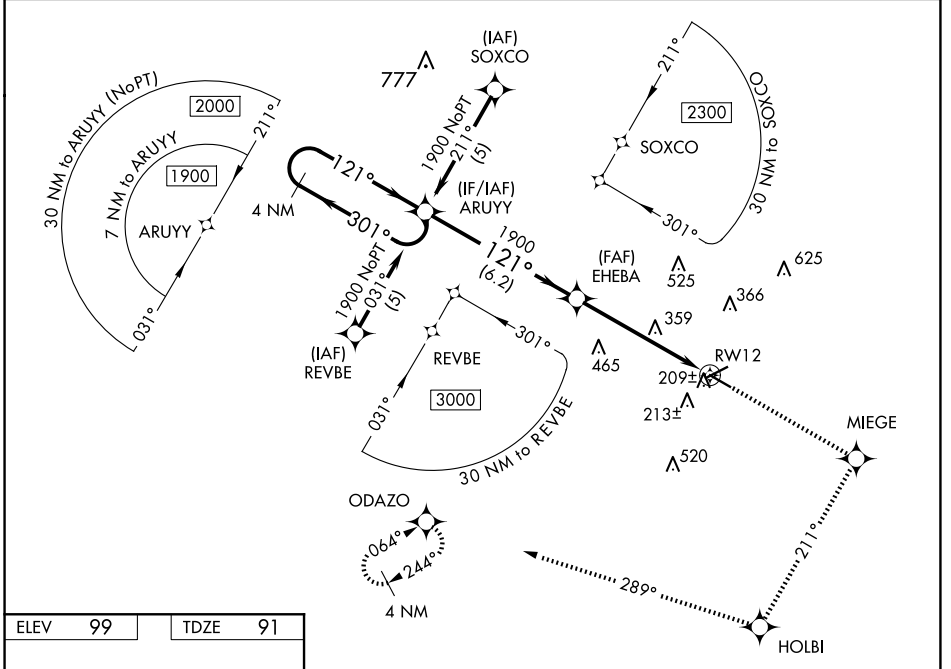 (IAF)
SOXCO
777
211°
1900 NoPT
211°
(5)
2300
SOXCO
30 NM to SOXCO
301°
30 NM to ARUYY (NoPT)
2000
211°
7 NM to ARUYY
1900
ARUYY
031°
121°
4 NM
301°
(IF/IAF)
ARUYY
1900
121°
(6.2)
(FAF)
EHEBA
1900 NoPT
031°
(5)
(IAF)
REVBE
525
625
366
359
465
RW12
209±
213±
520
301°
REVBE
3000
031°
30 NM to REVBE
MIEGE
ODAZO
064°
244°
4 NM
211°
289°
HOLBI
ELEV 99
TDZE 91